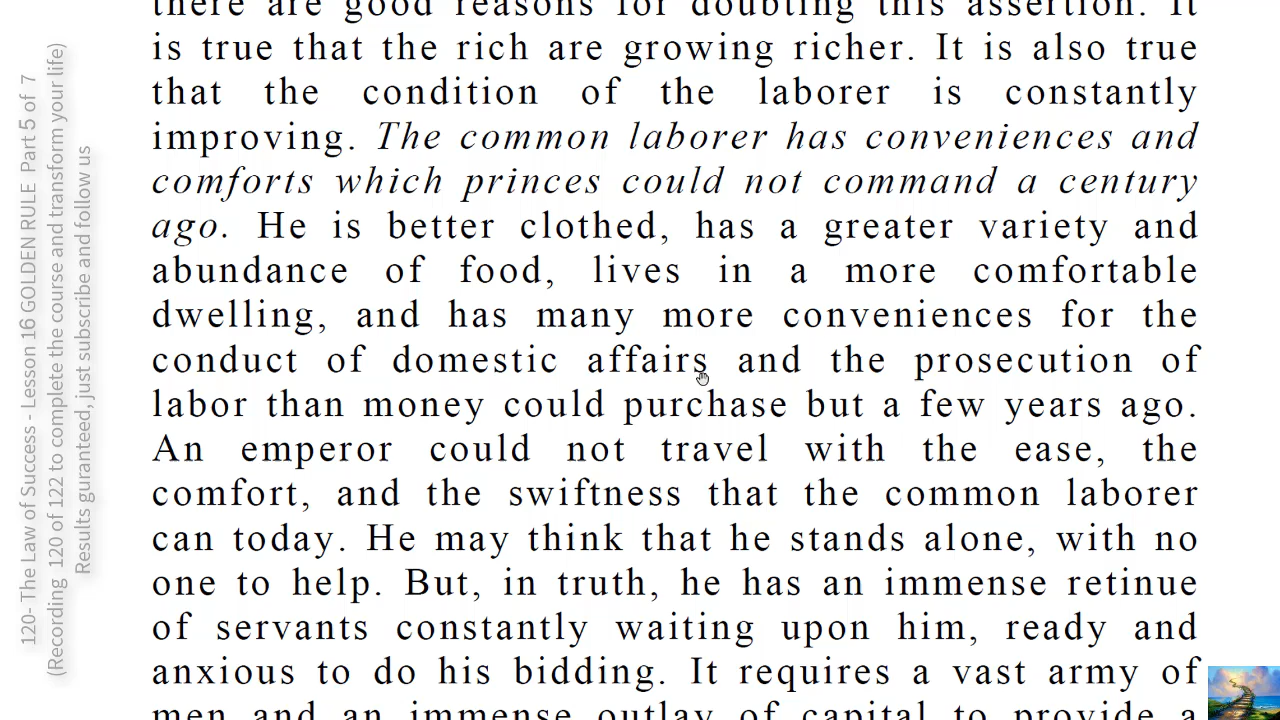 there are good reasons for doubting this assertion. It
is true that the rich are growing richer. It is also true
that the condition of the laborer is constantly
improving. The common laborer has conveniences and
comforts which princes could not command a century
ago. He is better clothed, has a greater variety and
abundance of food, lives in a more comfortable
dwelling, and has many more conveniences for the
conduct of domestic affairs and the prosecution of
labor than money could purchase but a few years ago.
An emperor could not travel with the ease, the
comfort, and the swiftness that the common laborer
can today. He may think that he stands alone, with no
one to help. But, in truth, he has an immense retinue
of servants constantly waiting upon him, ready and
anxious to do his bidding. It requires a vast army of
men and an immense outlay of capital to provide a
120- The Law of Success - Lesson 16 GOLDEN RULE Part 5 of 7
(Recording 120 of 122 to complete the course and transform your life)
Results guranteed, just subscribe and follow us